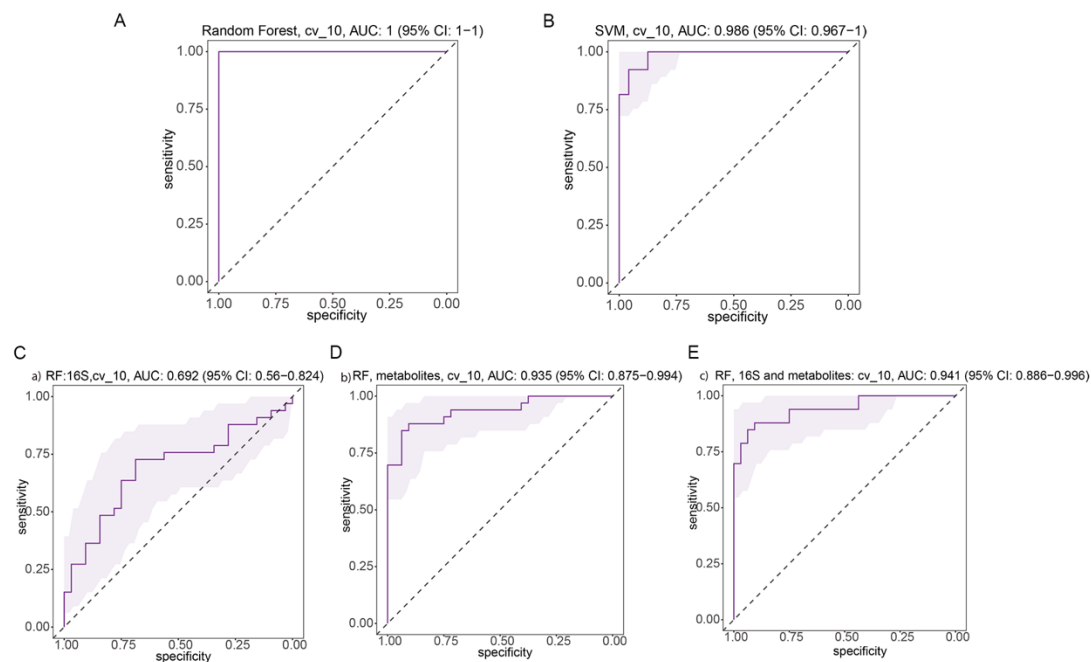 A
Random Forest, cv_10, AUC: 1 (95% CI: 1−1)
1.00
0.75
0.50
0.25
0.00
sensitivity
1.00 0.75 0.50 0.25 0.00
specificity
B
SVM, cv_10, AUC: 0.986 (95% CI: 0.967−1)
1.00
0.75
0.50
0.25
0.00
sensitivity
1.00 0.75 0.50 0.25 0.00
specificity
C
a) RF:16S,cv_10, AUC: 0.692 (95% CI: 0.56−0.824)
1.00
0.75
0.50
0.25
0.00
sensitivity
1.00 0.75 0.50 0.25 0.00
specificity
D
b) RF, metabolites, cv_10, AUC: 0.935 (95% CI: 0.875−0.994)
1.00
0.75
0.50
0.25
0.00
sensitivity
1.00 0.75 0.50 0.25 0.00
specificity
E
c) RF, 16S and metabolites: cv_10, AUC: 0.941 (95% CI: 0.886−0.996)
1.00
0.75
0.50
0.25
0.00
sensitivity
1.00 0.75 0.50 0.25 0.00
specificity